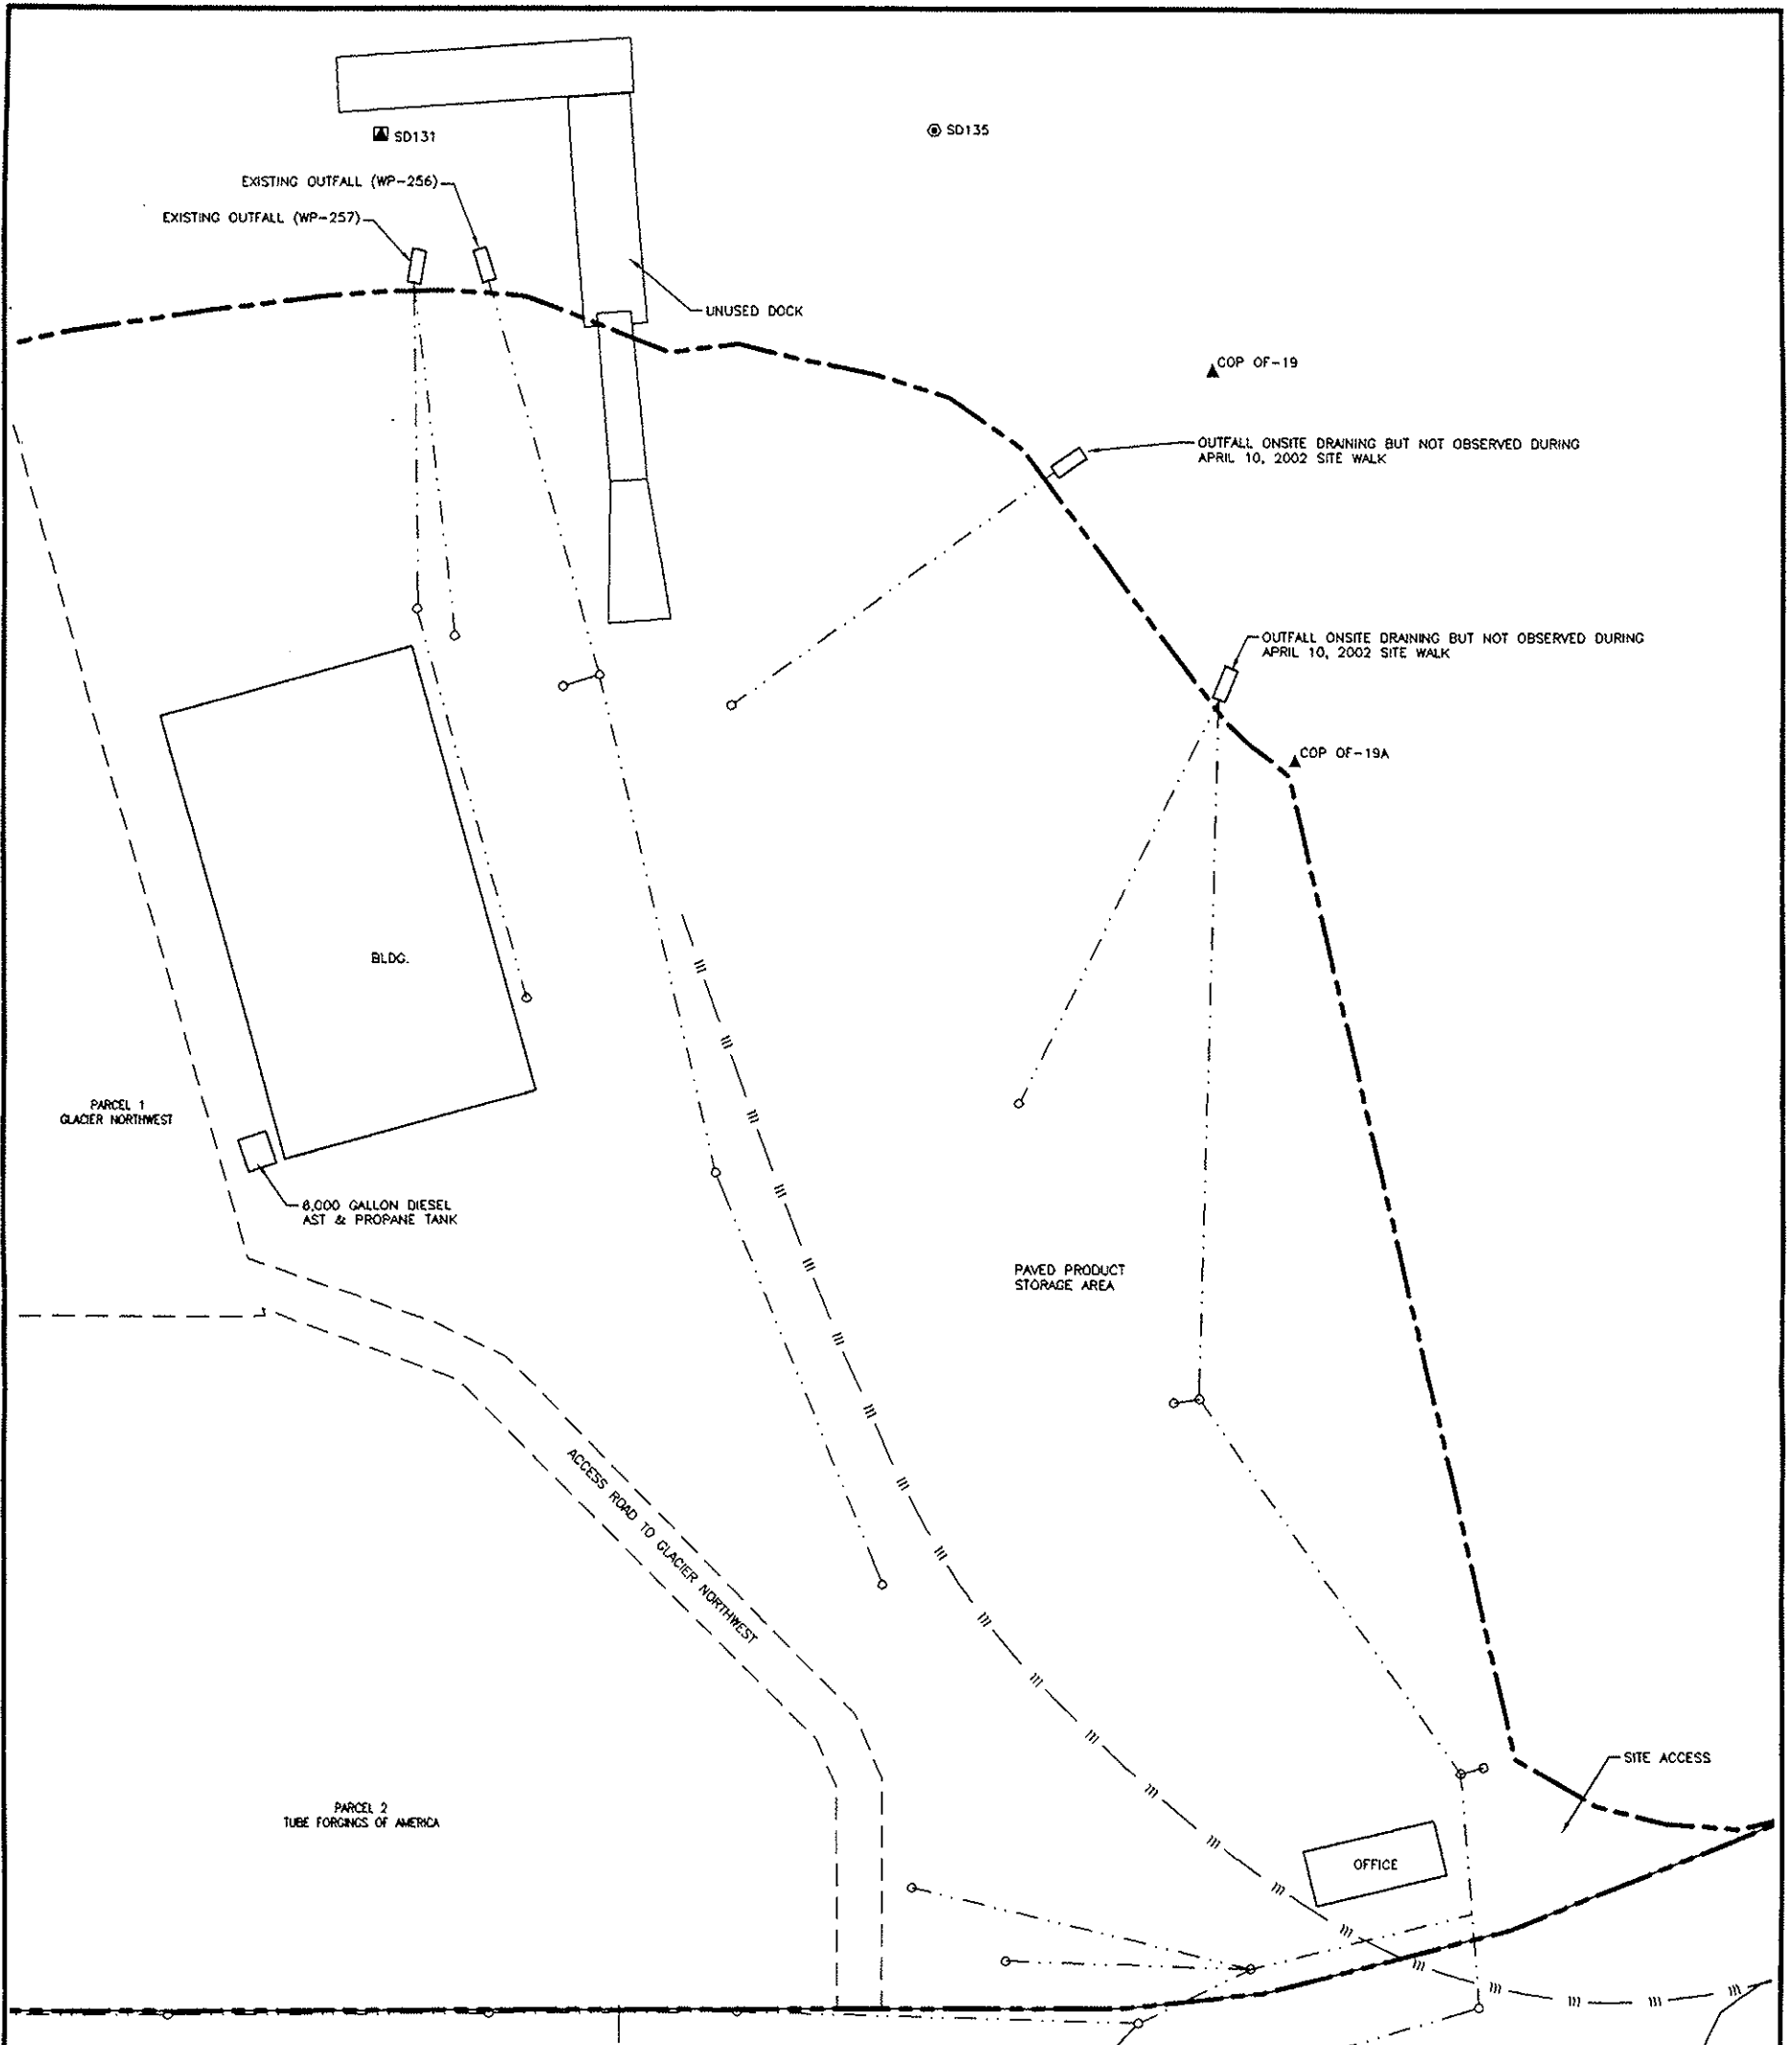 SD131
SD135
EXISTING OUTFALL (WP-256)
EXISTING OUTFALL (WP-257)
UNUSED DOCK
COP OF-19
OUTFALL ONSITE DRAINING BUT NOT OBSERVED DURING
APRIL 10, 2002 SITE WALK
OUTFALL ONSITE DRAINING BUT NOT OBSERVED DURING
APRIL 10, 2002 SITE WALK
COP OF-19A
BLDG.
PARCEL 1
GLACIER NORTHWEST
GALLON DIESEL
AST & PROPANE TANK
PAVED PRODUCT
STORAGE AREA
ACCESS ROAD TO GLACIER NORTHWEST
SITE ACCESS
PARCEL 2
TUBE FORGINGS OF AMERICA
OFFICE